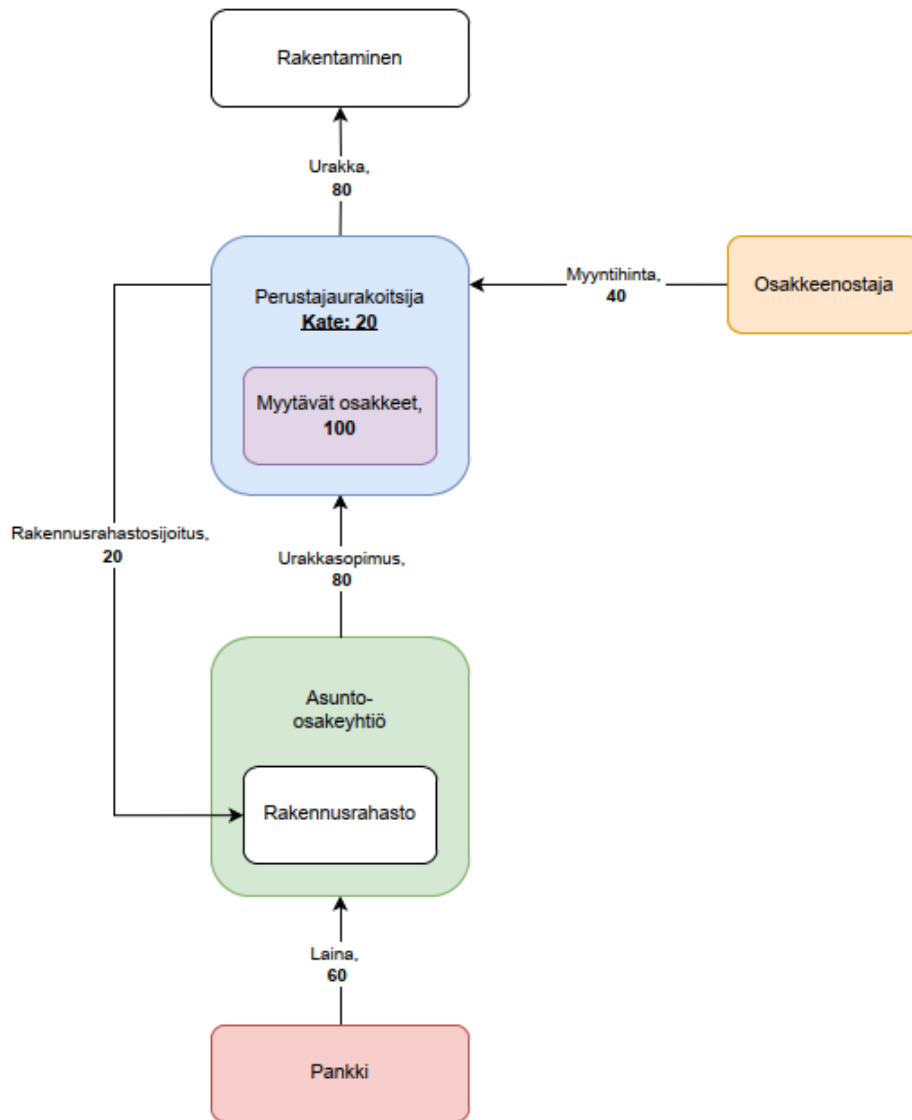 Rakentaminen
Urakka,
80
Perustajaurakoitsija
Kate: 20
Myyntihinta,
40
Osakkeenostaja
Myytävät osakkeet,
100
Rakennusrahastosijoitus,
20
Urakkasopimus,
80
Asunto-
osakeyhtiö
Rakennusrahasto
Laina,
60
Pankki